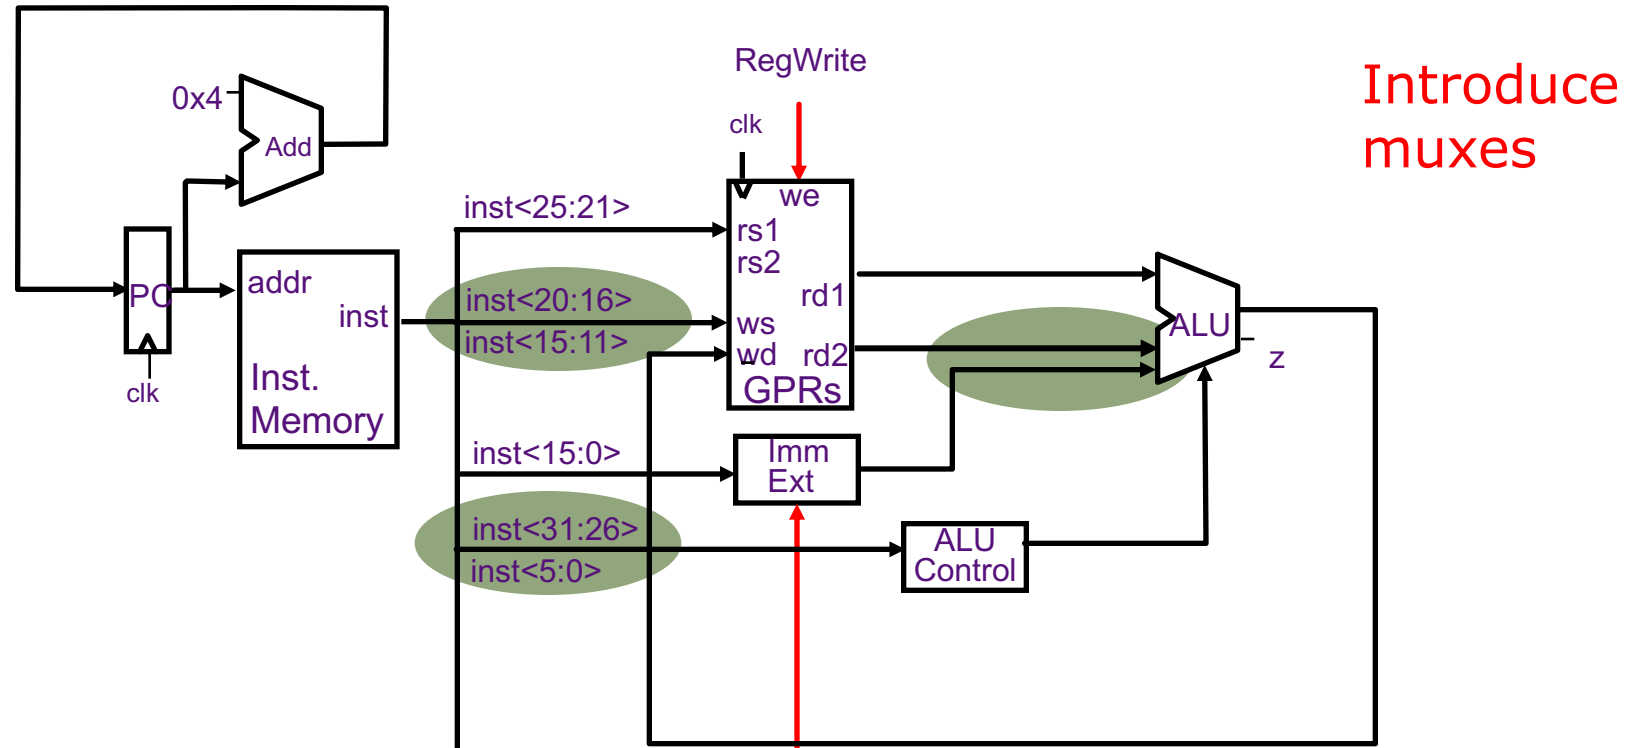 RegWrite
Introduce
muxes
0x4
Add
clk
we
inst<25:21>
rs1
rs2
PC
addr
inst
inst<20:16>
inst<15:11>
ws
wd
rd1
rd2
GPRs
ALU
z
clk
Inst.
Memory
inst<15:0>
Imm
Ext
inst<31:26>
inst<5:0>
ALU
Control